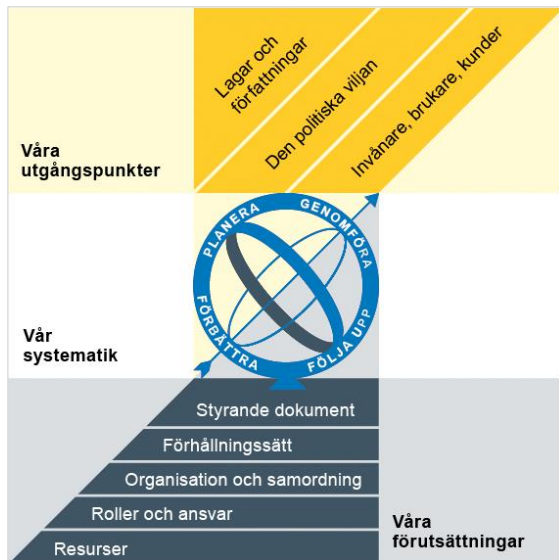 Lagar och
författningar
Den politiska viljan
Invånare, brukare, kunder
Våra
utgångspunkter
PLANERA
GENOMFÖRA
FÖRBÄTTRA
FÖLJA UPP
Vår
systematik
Styrande dokument
Förhållningssätt
Organisation och samordning
Roller och ansvar
Resurser
Våra
förutsättningar